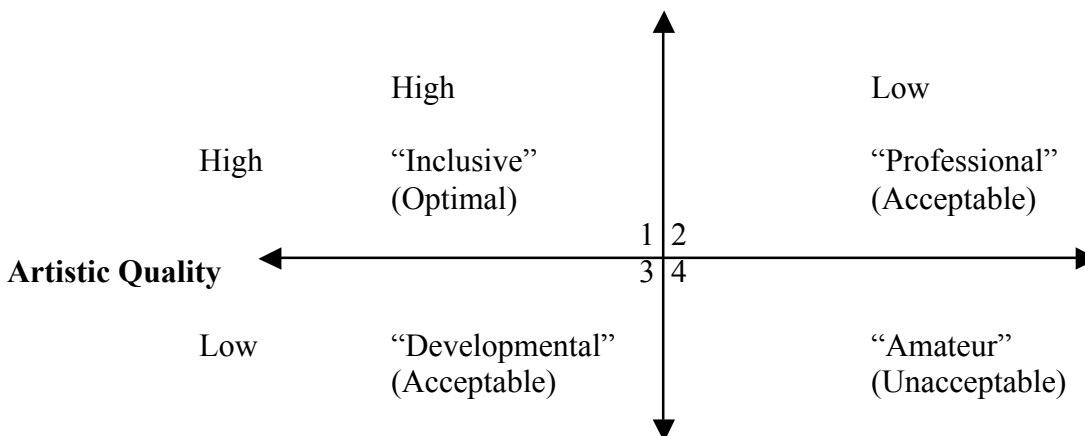 High Low
High “Inclusive” “Professional”
(Optimal) (Acceptable)
1 2
Artistic Quality
3 4
Low “Developmental” “Amateur”
(Acceptable) (Unacceptable)